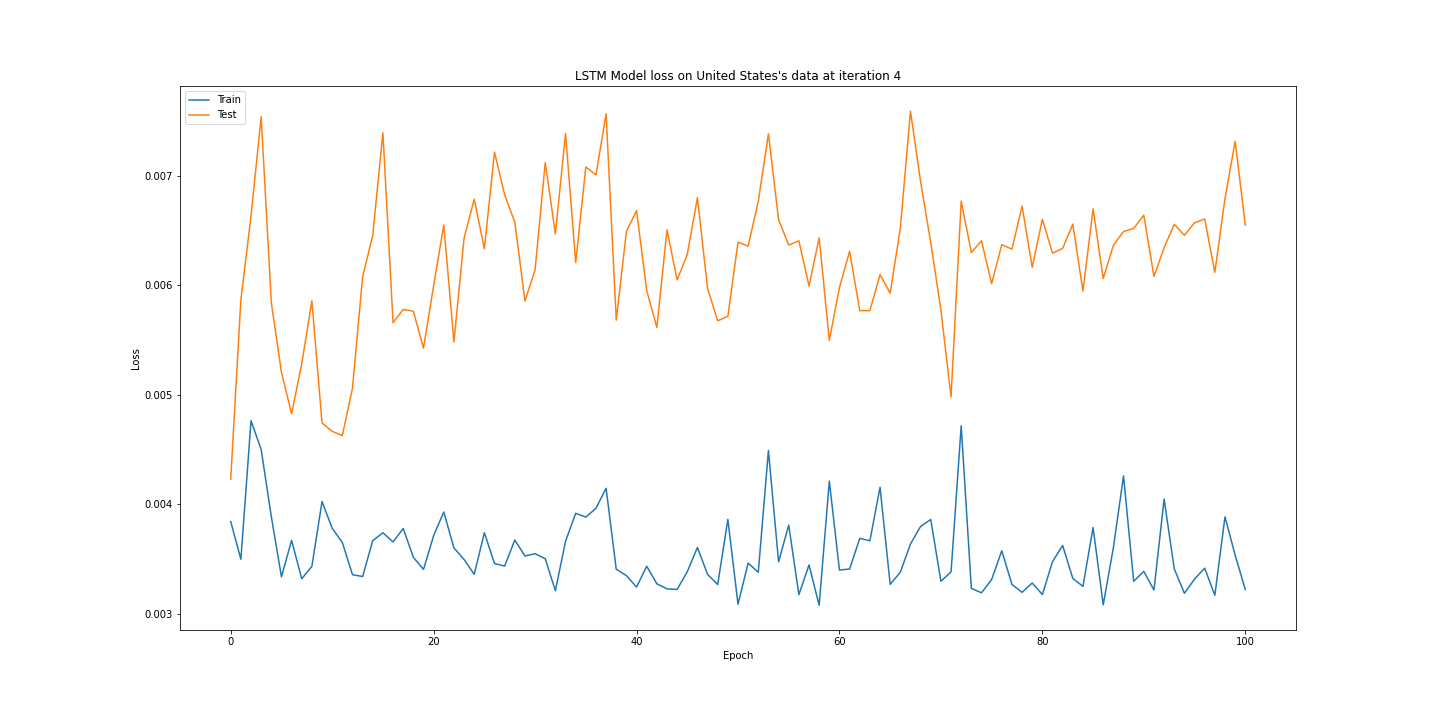 LSTM Model loss on United States's data at iteration 4
Train
Test
0.007
0.006
0.005
0.004
0.003
Loss
0 20 40 60 80 100
Epoch